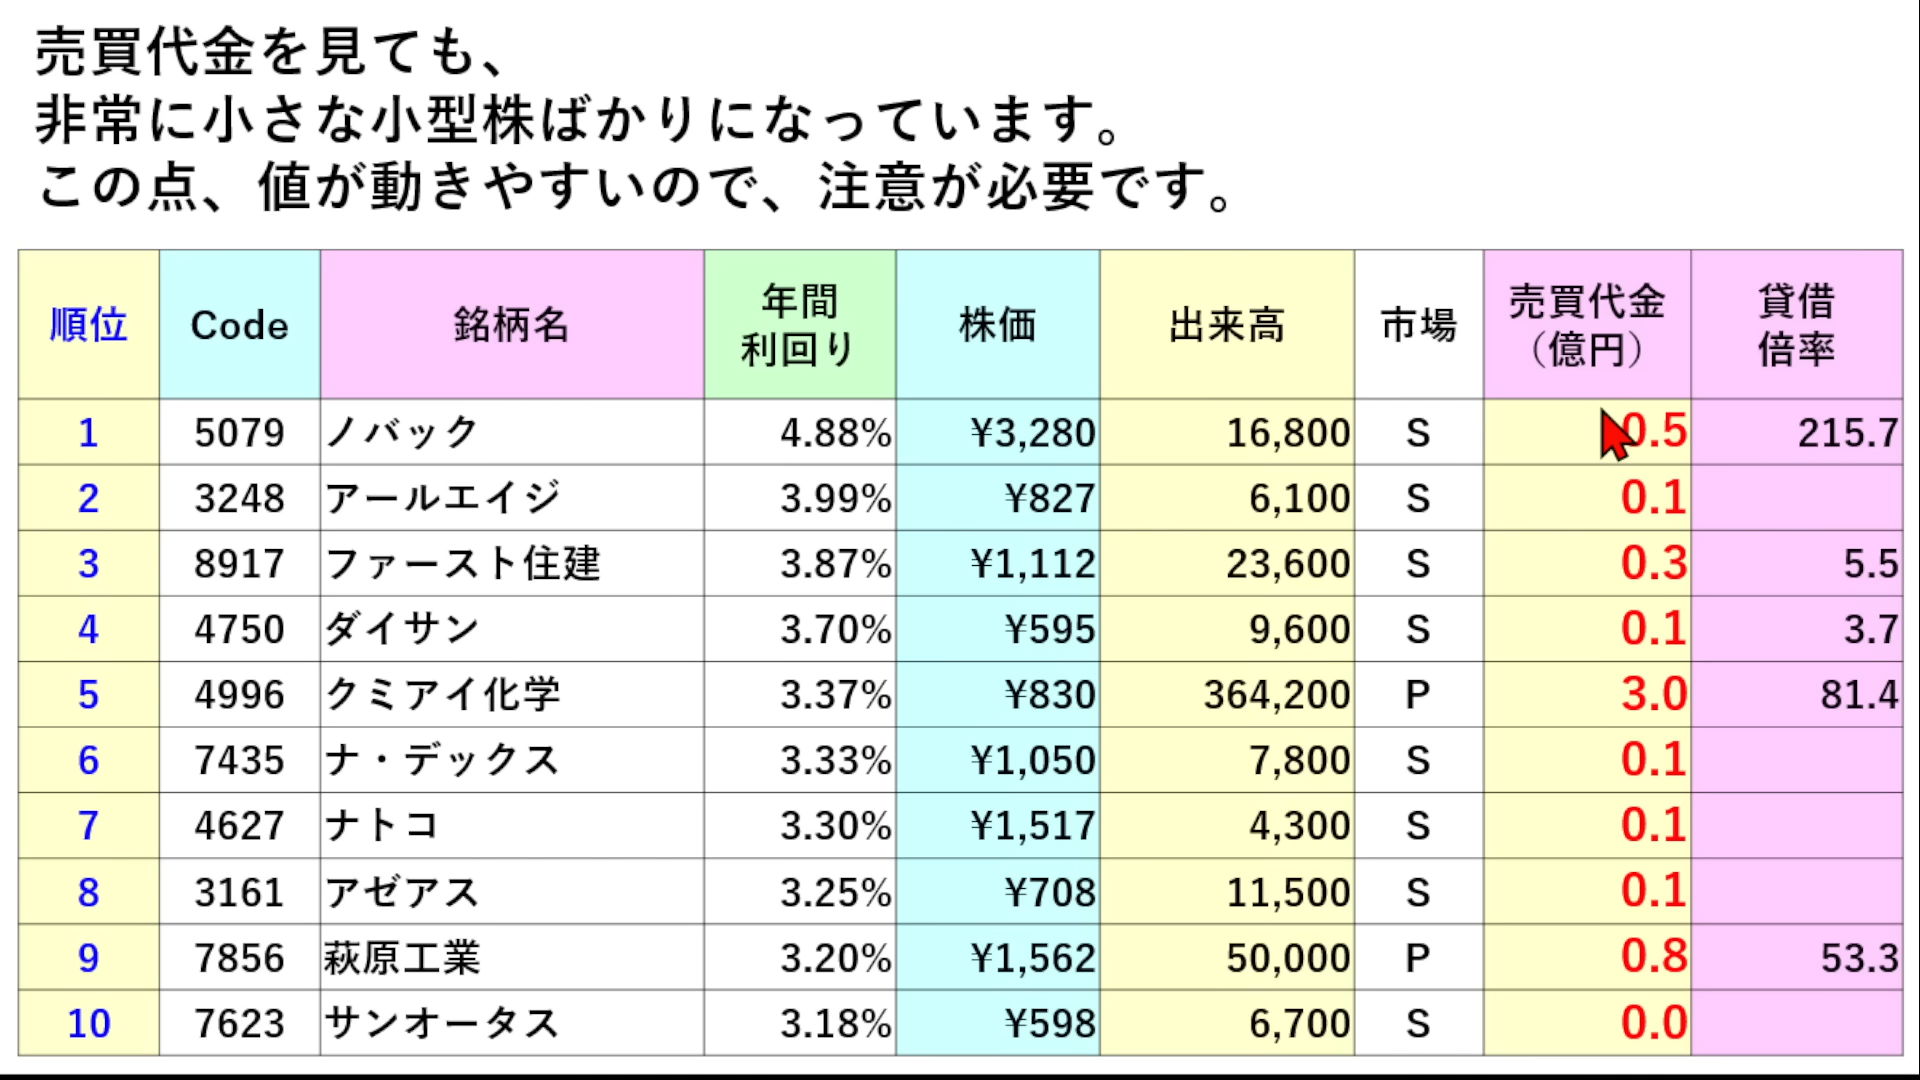 売買代金を見ても、
非常に小さな小型株ばかりになっています。
この点、値が動きやすいので、注意が必要です。
順位 Code 銘柄名 年間利回り 株価 出来高 市場 売買代金（億円） 貸借倍率
1 5079 ノバック 4.88% ¥3,280 16,800 S 0.5 215.7
2 3248 アールエイジ 3.99% ¥827 6,100 S 0.1
3 8917 ファースト住建 3.87% ¥1,112 23,600 S 0.3 5.5
4 4750 ダイサン 3.70% ¥595 9,600 S 0.1 3.7
5 4996 クミアイ化学 3.37% ¥830 364,200 P 3.0 81.4
6 7435 ナ・デックス 3.33% ¥1,050 7,800 S 0.1
7 4627 ナトコ 3.30% ¥1,517 4,300 S 0.1
8 3161 アゼアス 3.25% ¥708 11,500 S 0.1
9 7856 萩原工業 3.20% ¥1,562 50,000 P 0.8 53.3
10 7623 サンオータス 3.18% ¥598 6,700 S 0.0